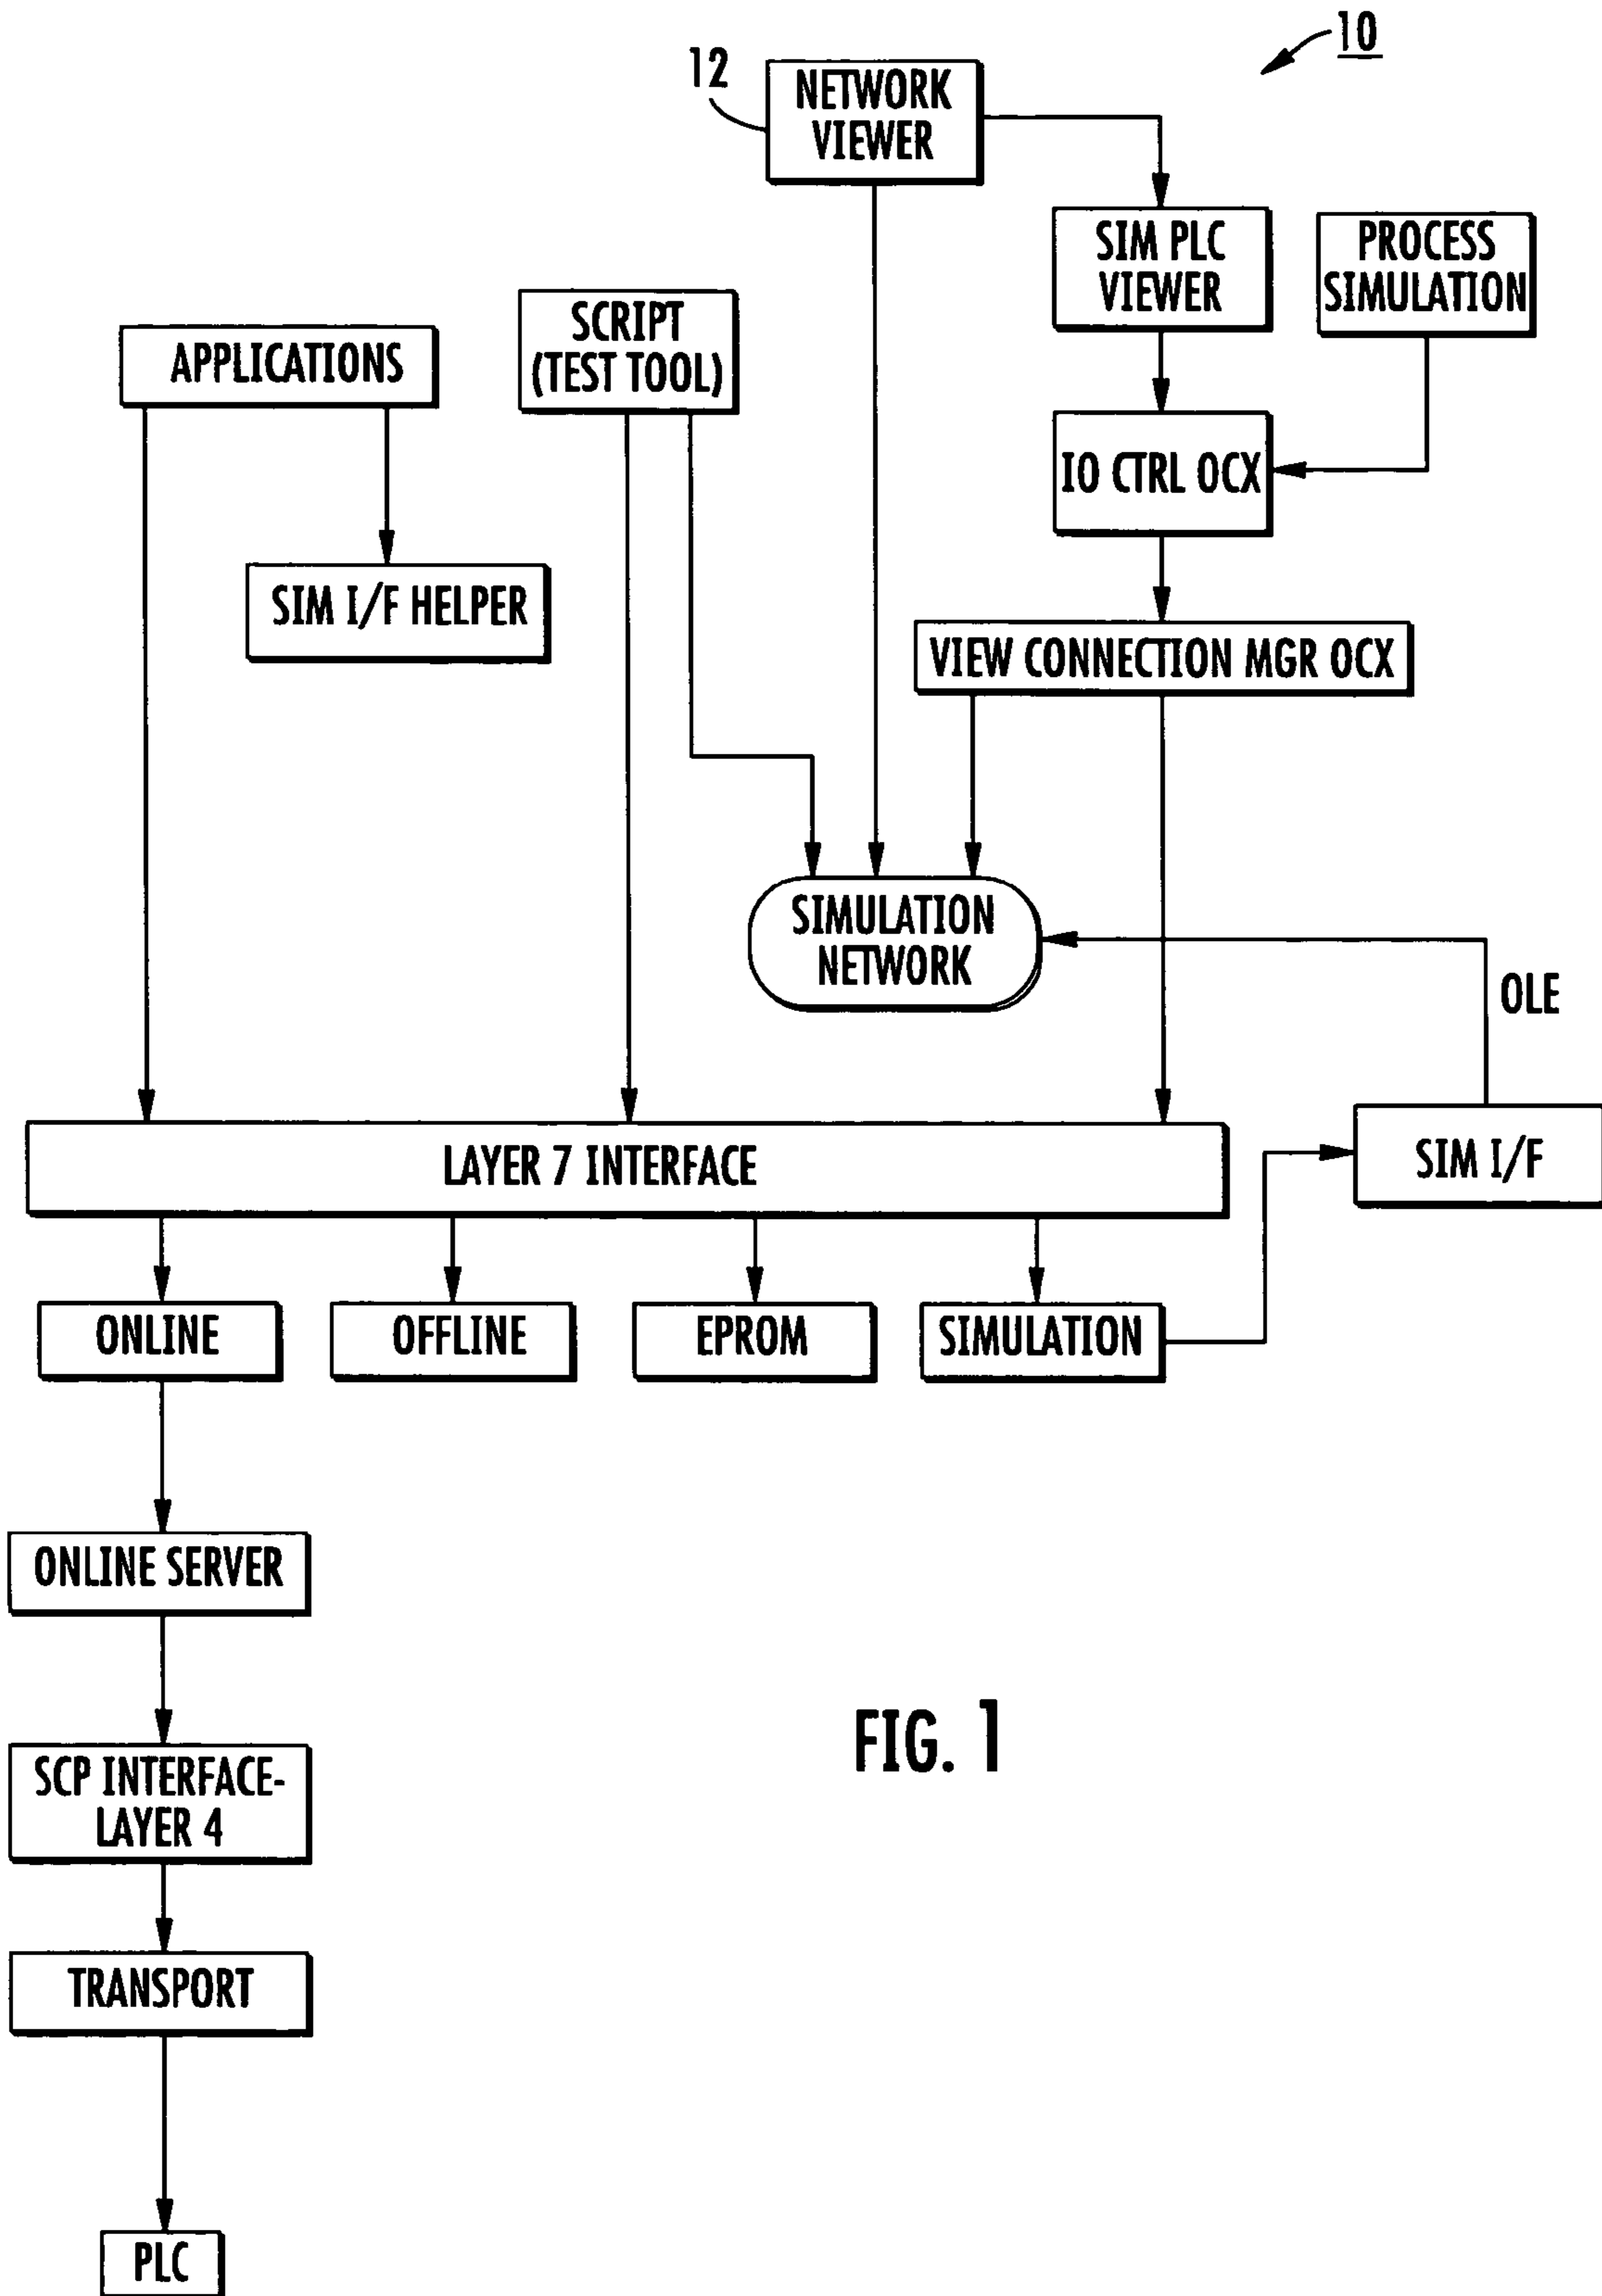 10
12
NETWORK
VIEWER
SIM PLC
VIEWER
PROCESS
SIMULATION
SCRIPT
(TEST TOOL)
APPLICATIONS
IO CTRL OCX
SIM I/F HELPER
VIEW CONNECTION MGR OCX
SIMULATION
NETWORK
OLE
LAYER 7 INTERFACE
SIM I/F
ONLINE
OFFLINE
EPROM
SIMULATION
ONLINE SERVER
SCP INTERFACE-
LAYER 4
FIG. 1
TRANSPORT
PLC